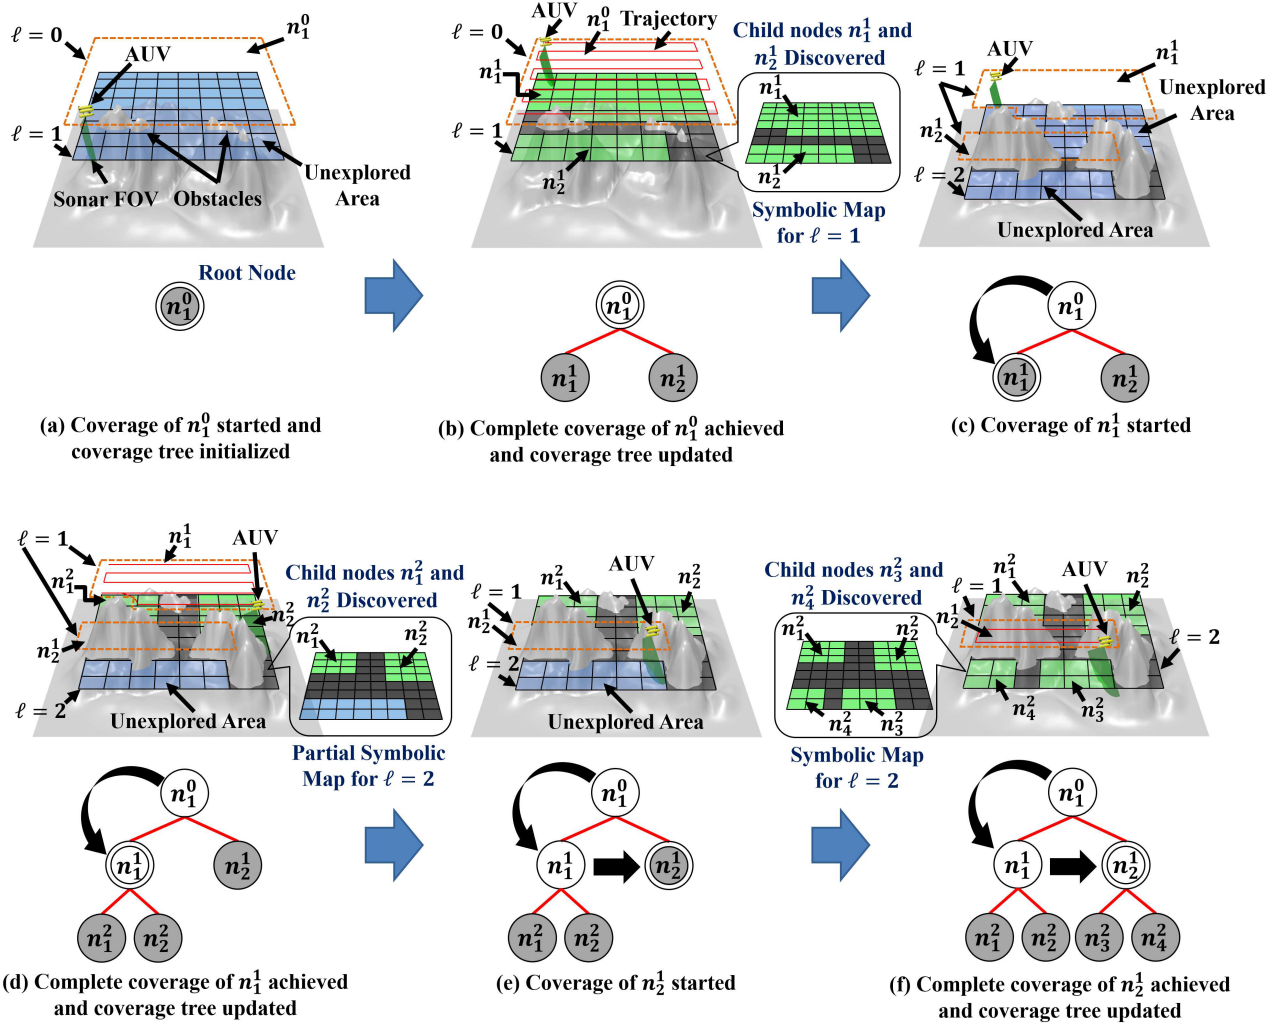 ℓ = 0
n₁⁰
AUV
ℓ = 1
Sonar FOV
Obstacles
Unexplored
Area
Root Node
n₁⁰
(a) Coverage of n₁⁰ started and
coverage tree initialized
AUV
n₁⁰
Trajectory
ℓ = 0
n₁¹
ℓ = 1
n₂¹
Child nodes n₁¹ and
n₂¹ Discovered
n₁¹
n₂¹
Symbolic Map
for ℓ = 1
n₁⁰
n₁¹
n₂¹
(b) Complete coverage of n₁⁰ achieved
and coverage tree updated
AUV
ℓ = 1
n₁¹
Unexplored
Area
n₂¹
ℓ = 2
Unexplored Area
n₁⁰
n₁¹
n₂¹
(c) Coverage of n₁¹ started
ℓ = 1
n₁¹
AUV
n₁²
n₂²
n₂¹
ℓ = 2
Unexplored Area
Child nodes n₁² and
n₂² Discovered
n₁²
n₂²
Partial Symbolic
Map for ℓ = 2
n₁⁰
n₁¹
n₂¹
n₁²
n₂²
(d) Complete coverage of n₁¹ achieved
and coverage tree updated
n₁²
AUV
n₂²
ℓ = 1
n₂¹
ℓ = 2
Unexplored Area
n₁⁰
n₁¹
n₂¹
n₁²
n₂²
(e) Coverage of n₂¹ started
Child nodes n₃² and
n₄² Discovered
n₁²
n₂²
n₄²
n₃²
Symbolic Map
for ℓ = 2
n₁²
AUV
n₂²
ℓ = 1
n₂¹
ℓ = 2
n₄²
n₃²
n₁⁰
n₁¹
n₂¹
n₁²
n₂²
n₃²
n₄²
(f) Complete coverage of n₂¹ achieved
and coverage tree updated